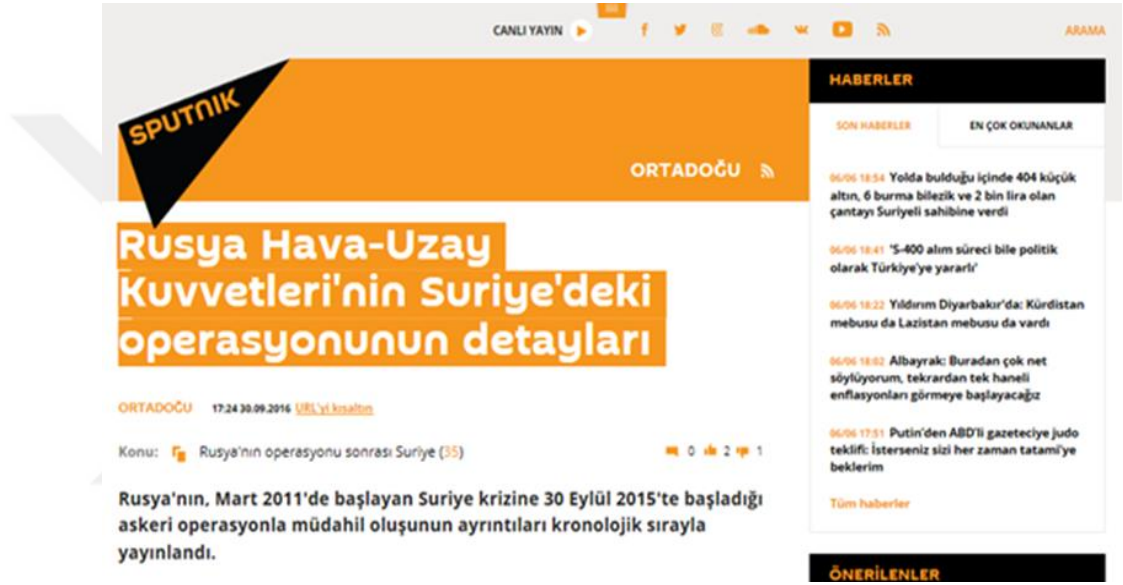 CANLI YAYIN
ARAMA
SPUTNIK
ORTADOĞU
Rusya Hava-Uzay
Kuvvetleri'nin Suriye'deki
operasyonunun detayları
ORTADOĞU 17:24 30.09.2016 URL'yi kısaltın
Konu: Rusya'nın operasyonu sonrası Suriye (35)
0 2 1
Rusya'nın, Mart 2011'de başlayan Suriye krizine 30 Eylül 2015'te başladığı
askeri operasyonla müdahil oluşunun ayrıntıları kronolojik sırayla
yayınlandı.
HABERLER
SON HABERLER EN ÇOK OKUNANLAR
06/06 18:54 Yolda bulduğu içinde 404 küçük
altın, 6 burma bilezik ve 2 bin lira olan
çantayı Suriyeli sahibine verdi
06/06 18:41 'S-400 alım süreci bile politik
olarak Türkiye'ye yararlı'
06/06 18:22 Yıldırım Diyarbakır'da: Kürdistan
mebusu da Lazistan mebusu da vardı
06/06 18:02 Albayrak: Buradan çok net
söylüyorum, tekrardan tek haneli
enflasyonları görmeye başlayacağız
06/06 17:51 Putin'den ABD'li gazeteciye judo
teklifi: İsterseniz sizi her zaman tatami'ye
beklerim
Tüm haberler
ÖNERİLENLER